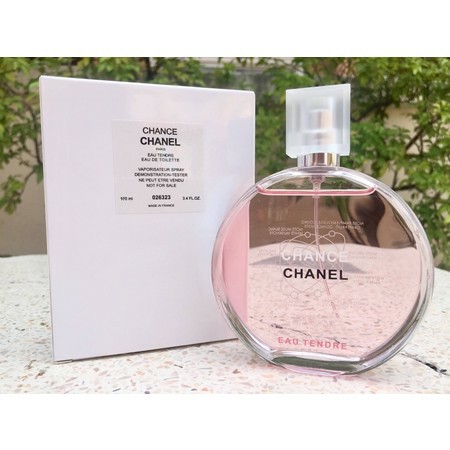 CHANCE
CHANEL
PARIS
EAU TENDRE
EAU DE TOILETTE
VAPORISATEUR SPRAY
DEMONSTRATION-TESTER
NE PEUT ETRE VENDU
NOT FOR SALE
100 ml 026323 3.4 FL.OZ.
MADE IN FRANCE
CHANCE
CHANEL
EAU TENDRE